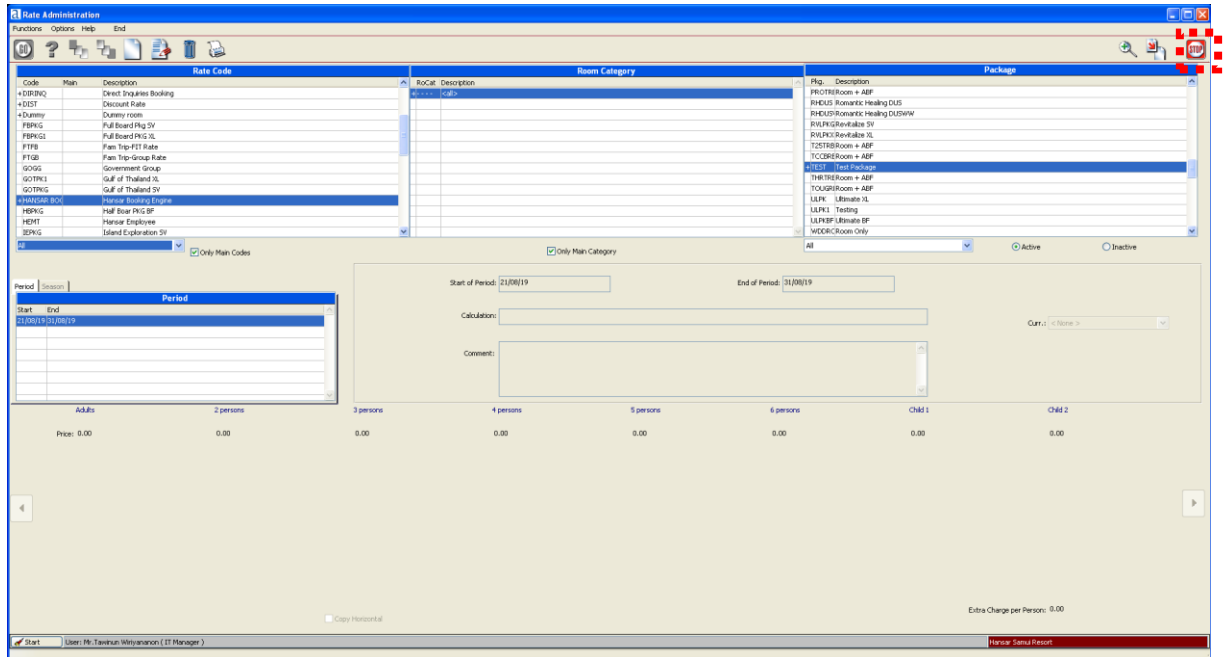 Rate Administration
Functions Options Help End
GO ? STOP
Rate Code
Code Main Description
+DIRINQ Direct Inquiries Booking
+DIST Discount Rate
+Dummy Dummy room
FBPKG Full Board Pkg SV
FBPKG1 Full Board PKG XL
FTFB Fam Trip-FIT Rate
FTGB Fam Trip-Group Rate
GOGG Government Group
GOTPK1 Gulf of Thailand XL
GOTPKG Gulf of Thailand SV
+HANSAR BO Hansar Booking Engine
HBPKG Half Boar PKG BF
HEMT Hansar Employee
IEPKG Island Exploration SV
All
Only Main Codes
Room Category
RoCat Description
+---- <all>
Only Main Category
Package
Pkg. Description
PROTRE Room + ABF
RHDUS Romantic Healing DUS
RHDUS Romantic Healing DUSWW
RVLPKG Revitalize SV
RVLPKX Revitalize XL
T25TRE Room + ABF
TCCBRE Room + ABF
+TEST Test Package
THRTRE Room + ABF
TOUGRE Room + ABF
ULPK Ultimate XL
ULPK1 Testing
ULPKBF Ultimate BF
WDDRC Room Only
All Active Inactive
Period Season
Period
Start End
21/08/19 31/08/19
Start of Period: 21/08/19 End of Period: 31/08/19
Calculation:
Curr.: < None >
Comment:
Adults 2 persons 3 persons 4 persons 5 persons 6 persons Child 1 Child 2
Price: 0.00 0.00 0.00 0.00 0.00 0.00 0.00 0.00
Extra Charge per Person: 0.00
Copy Horizontal
Start User: Mr.Tawinun Wiriyananon ( IT Manager ) Hansar Samui Resort